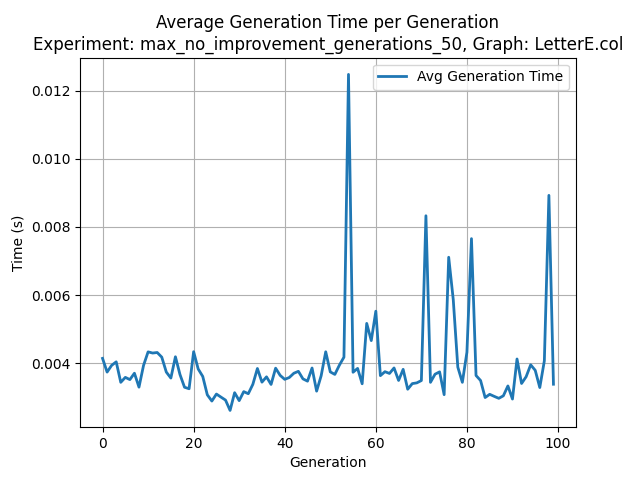 Average Generation Time per Generation
Experiment: max_no_improvement_generations_50, Graph: LetterE.col
Avg Generation Time
0.012
0.010
0.008
0.006
0.004
Time (s)
0 20 40 60 80 100
Generation